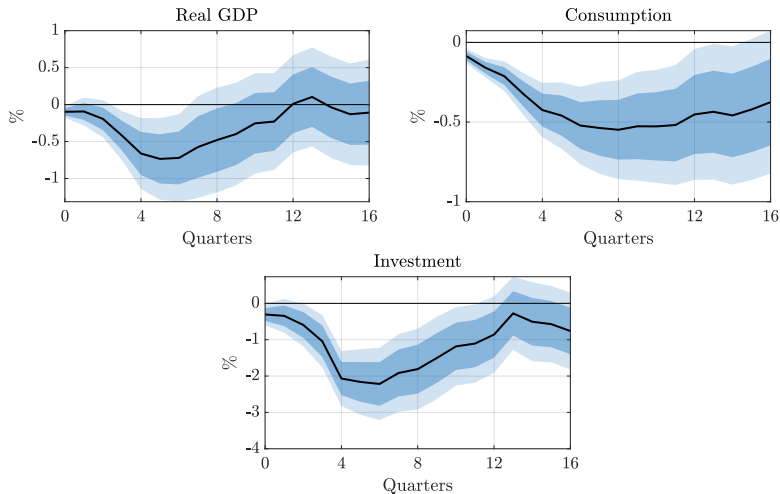 Real GDP
1
0.5
0
-0.5
-1
%
0 4 8 12 16
Quarters
Consumption
0
-0.5
-1
%
0 4 8 12 16
Quarters
Investment
0
-1
-2
-3
-4
%
0 4 8 12 16
Quarters